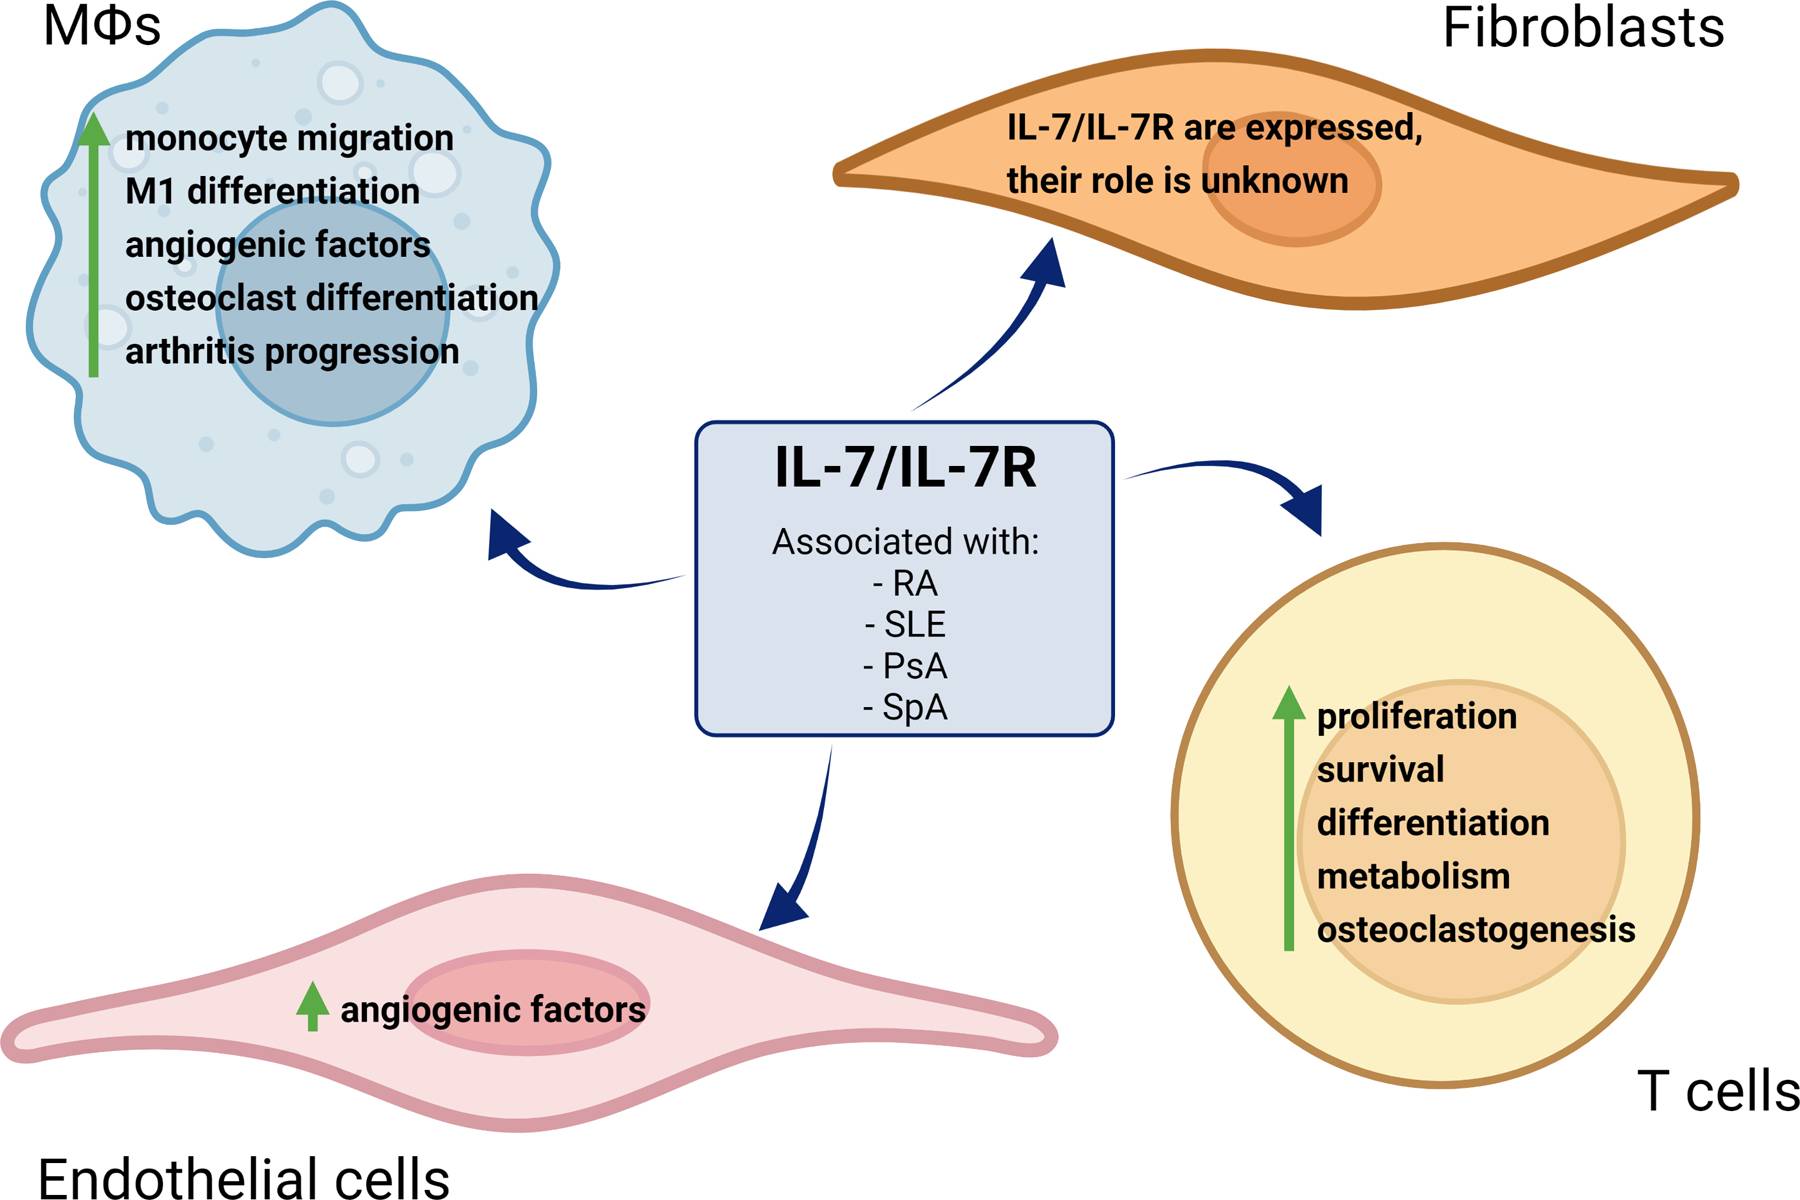 MΦs
monocyte migration
M1 differentiation
angiogenic factors
osteoclast differentiation
arthritis progression
Fibroblasts
IL-7/IL-7R are expressed,
their role is unknown
IL-7/IL-7R
Associated with:
- RA
- SLE
- PsA
- SpA
proliferation
survival
differentiation
metabolism
osteoclastogenesis
T cells
angiogenic factors
Endothelial cells